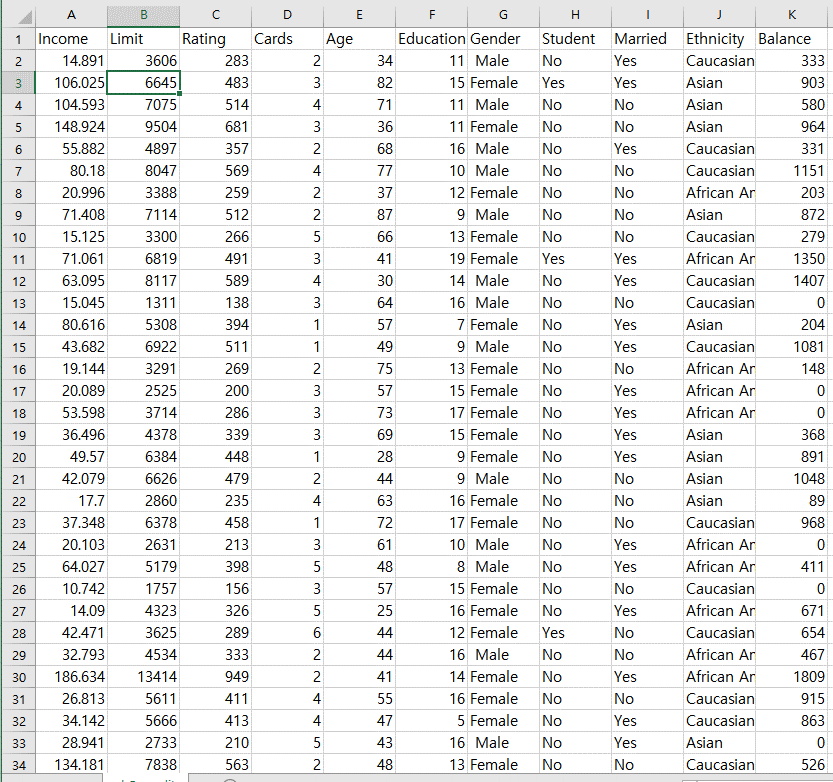 A B C D E F G H I J K
1 Income Limit Rating Cards Age Education Gender Student Married Ethnicity Balance
2 14.891 3606 283 2 34 11 Male No Yes Caucasian 333
3 106.025 6645 483 3 82 15 Female Yes Yes Asian 903
4 104.593 7075 514 4 71 11 Male No No Asian 580
5 148.924 9504 681 3 36 11 Female No No Asian 964
6 55.882 4897 357 2 68 16 Male No Yes Caucasian 331
7 80.18 8047 569 4 77 10 Male No No Caucasian 1151
8 20.996 3388 259 2 37 12 Female No No African Ar 203
9 71.408 7114 512 2 87 9 Male No No Asian 872
10 15.125 3300 266 5 66 13 Female No No Caucasian 279
11 71.061 6819 491 3 41 19 Female Yes Yes African Ar 1350
12 63.095 8117 589 4 30 14 Male No Yes Caucasian 1407
13 15.045 1311 138 3 64 16 Male No No Caucasian 0
14 80.616 5308 394 1 57 7 Female No Yes Asian 204
15 43.682 6922 511 1 49 9 Male No Yes Caucasian 1081
16 19.144 3291 269 2 75 13 Female No No African Ar 148
17 20.089 2525 200 3 57 15 Female No Yes African Ar 0
18 53.598 3714 286 3 73 17 Female No Yes African Ar 0
19 36.496 4378 339 3 69 15 Female No Yes Asian 368
20 49.57 6384 448 1 28 9 Female No Yes Asian 891
21 42.079 6626 479 2 44 9 Male No No Asian 1048
22 17.7 2860 235 4 63 16 Female No No Asian 89
23 37.348 6378 458 1 72 17 Female No No Caucasian 968
24 20.103 2631 213 3 61 10 Male No Yes African Ar 0
25 64.027 5179 398 5 48 8 Male No Yes African Ar 411
26 10.742 1757 156 3 57 15 Female No No Caucasian 0
27 14.09 4323 326 5 25 16 Female No Yes African Ar 671
28 42.471 3625 289 6 44 12 Female Yes No Caucasian 654
29 32.793 4534 333 2 44 16 Male No No African Ar 467
30 186.634 13414 949 2 41 14 Female No Yes African Ar 1809
31 26.813 5611 411 4 55 16 Female No No Caucasian 915
32 34.142 5666 413 4 47 5 Female No Yes Caucasian 863
33 28.941 2733 210 5 43 16 Male No Yes Asian 0
34 134.181 7838 563 2 48 13 Female No No Caucasian 526